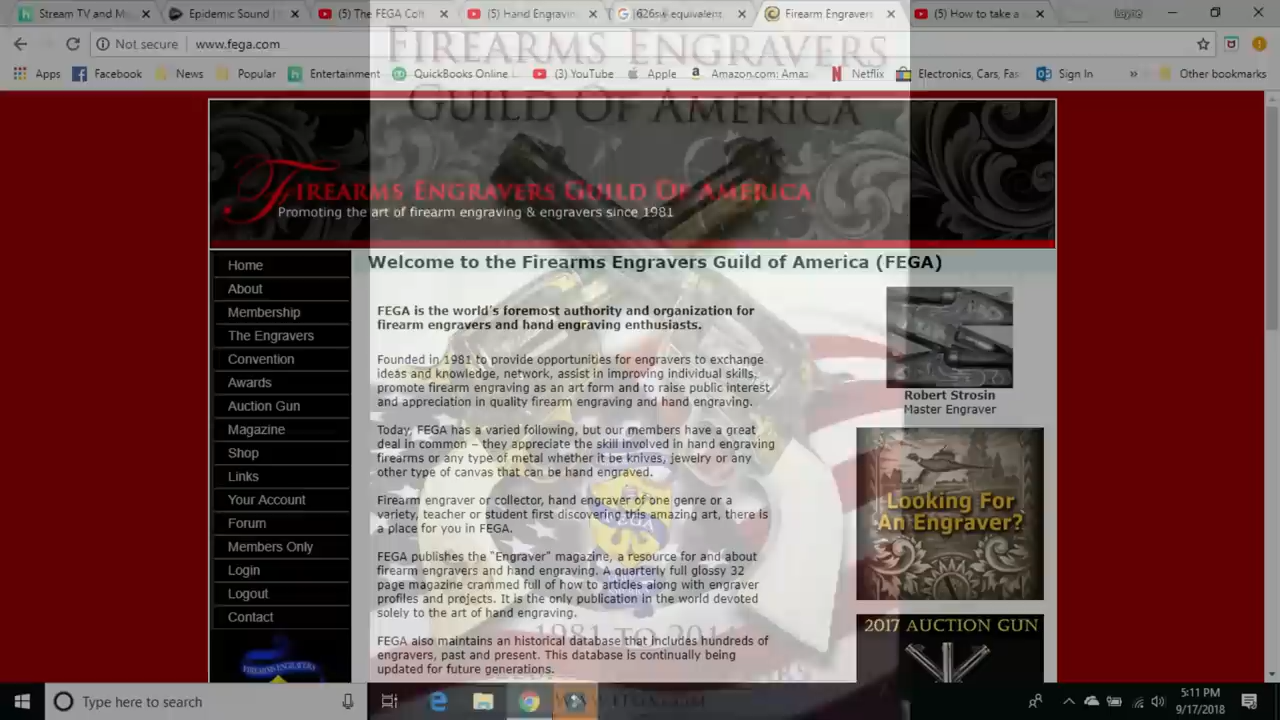 Stream TV and M
Epidemic Sound (
(5) The FEGA Col
(5) Hand Engravin
626sw equivalent
Firearm Engravers
(5) How to take a
Layne
Not secure
www.fega.com
Apps
Facebook
News
Popular
Entertainment
QuickBooks Online L
(3) YouTube
Apple
Amazon.com: Amaz
Netflix
Electronics, Cars, Fas
Sign In
»
Other bookmarks
FIREARMS ENGRAVERS
GUILD OF AMERICA
FIREARMS ENGRAVERS GUILD OF AMERICA
Promoting the art of firearm engraving & engravers since 1981
Home
About
Membership
The Engravers
Convention
Awards
Auction Gun
Magazine
Shop
Links
Your Account
Forum
Members Only
Login
Logout
Contact
Welcome to the Firearms Engravers Guild of America (FEGA)
FEGA is the world's foremost authority and organization for
firearm engravers and hand engraving enthusiasts.
Founded in 1981 to provide opportunities for engravers to exchange
ideas and knowledge, network, assist in improving individual skills,
promote firearm engraving as an art form and to raise public interest
and appreciation in quality firearm engraving and hand engraving.
Today, FEGA has a varied following, but our members have a great
deal in common – they appreciate the skill involved in hand engraving
firearms or any type of metal whether it be knives, jewelry or any
other type of canvas that can be hand engraved.
Firearm engraver or collector, hand engraver of one genre or a
variety, teacher or student first discovering this amazing art, there is
a place for you in FEGA.
FEGA publishes the "Engraver" magazine, a resource for and about
firearm engravers and hand engraving. A quarterly full glossy 32
page magazine crammed full of how to articles along with engraver
profiles and projects. It is the only publication in the world devoted
solely to the art of hand engraving.
FEGA also maintains an historical database that includes hundreds of
engravers, past and present. This database is continually being
updated for future generations.
Robert Strosin
Master Engraver
Looking For
An Engraver?
2017 AUCTION GUN
FEGA
1981 TO
Type here to search
5:11 PM
9/17/2018